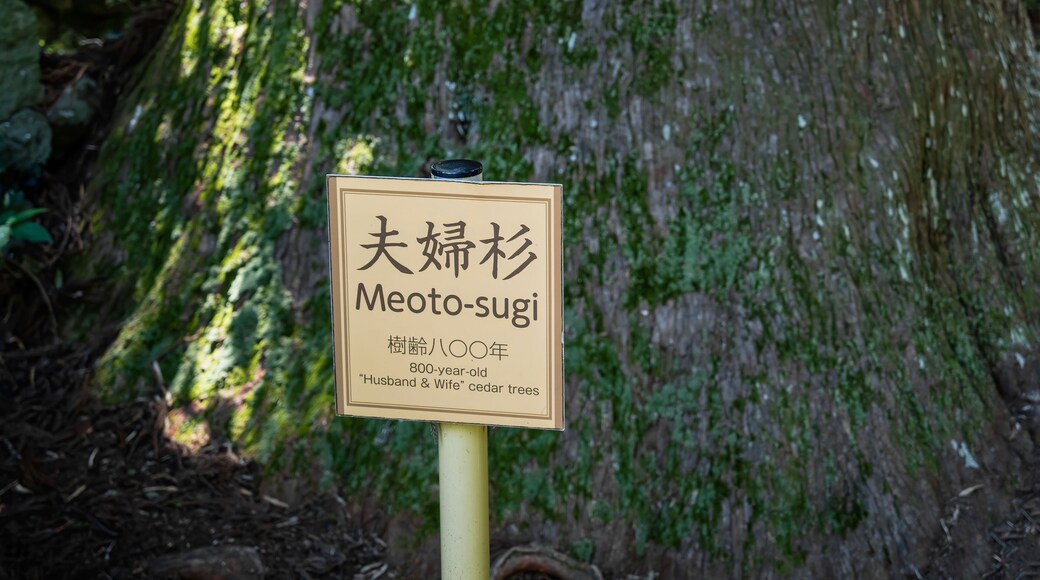 夫婦杉
Meoto-sugi
樹齢八〇〇年
800-year-old
“Husband & Wife” cedar trees